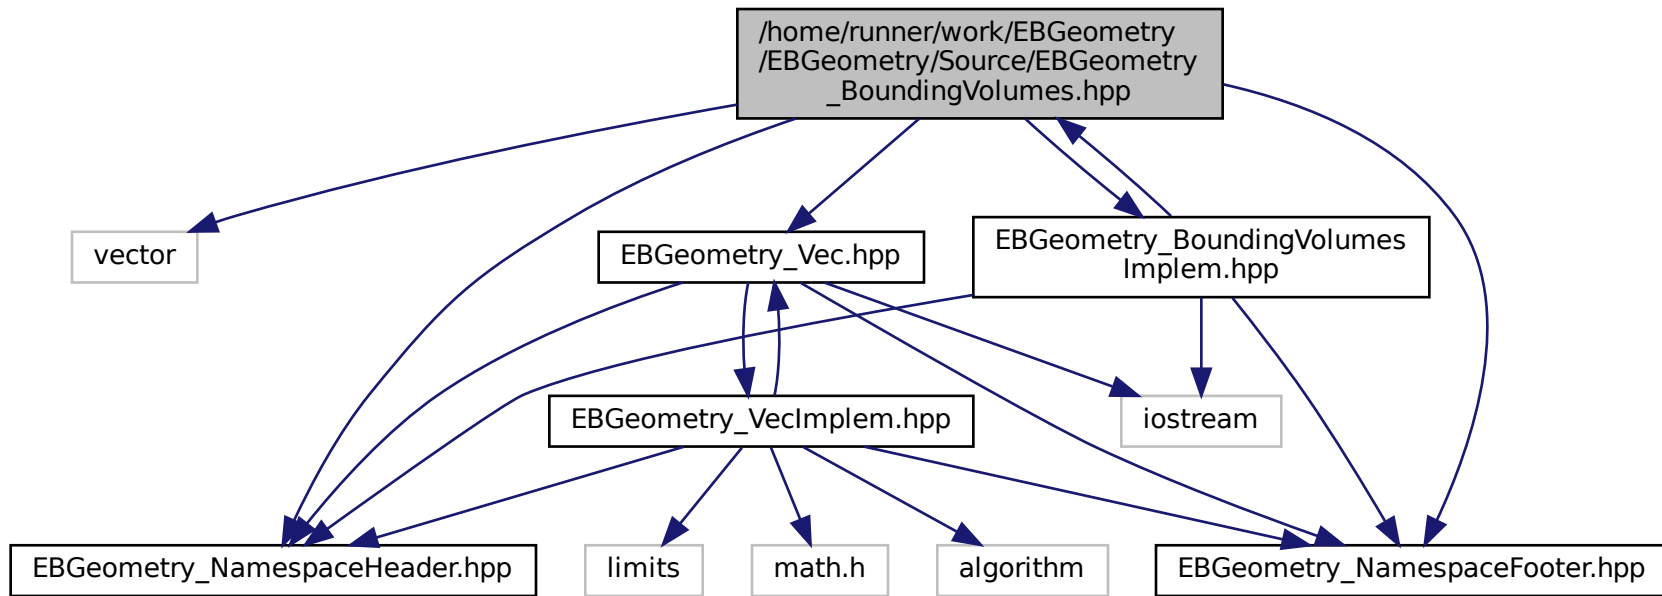 /home/runner/work/EBGeometry
/EBGeometry/Source/EBGeometry
_BoundingVolumes.hpp
vector
EBGeometry_Vec.hpp
EBGeometry_BoundingVolumes
Implem.hpp
EBGeometry_VecImplem.hpp
iostream
EBGeometry_NamespaceHeader.hpp
limits
math.h
algorithm
EBGeometry_NamespaceFooter.hpp